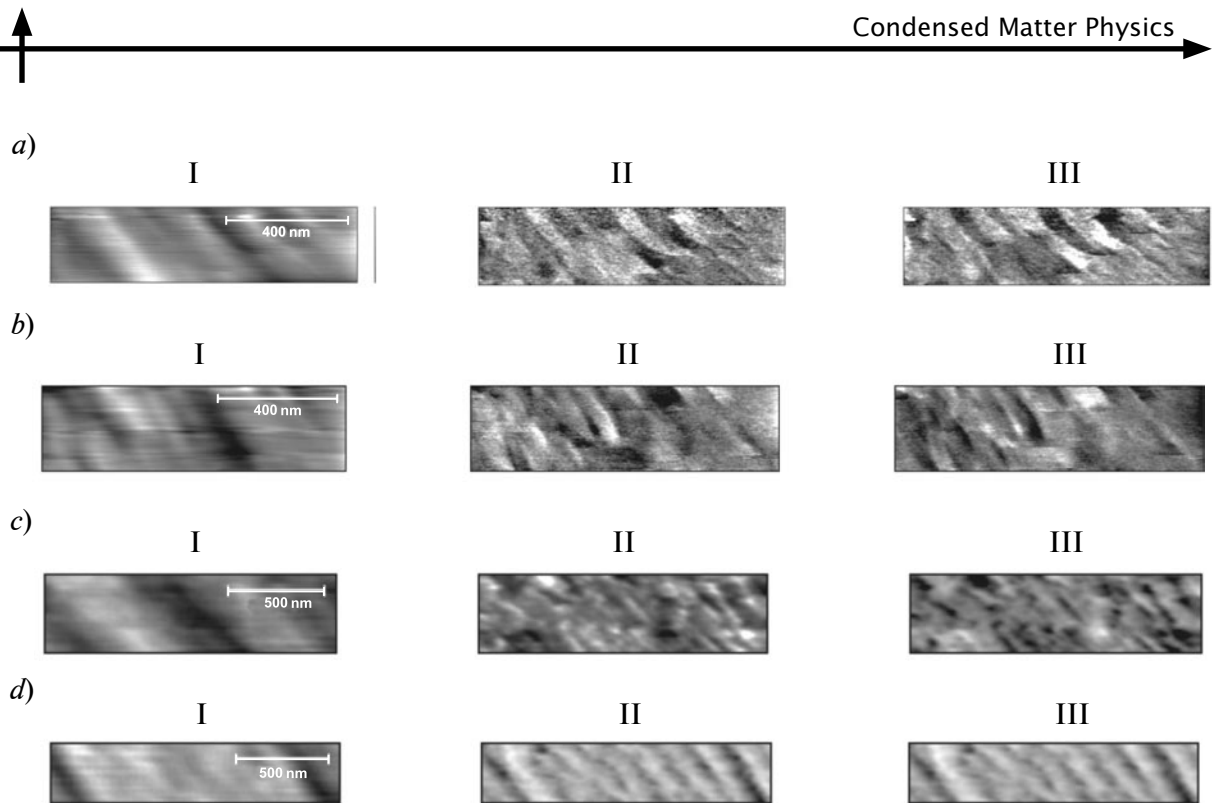 Condensed Matter Physics
a)
I II III
400 nm
b)
I II III
400 nm
c)
I II III
500 nm
d)
I II III
500 nm